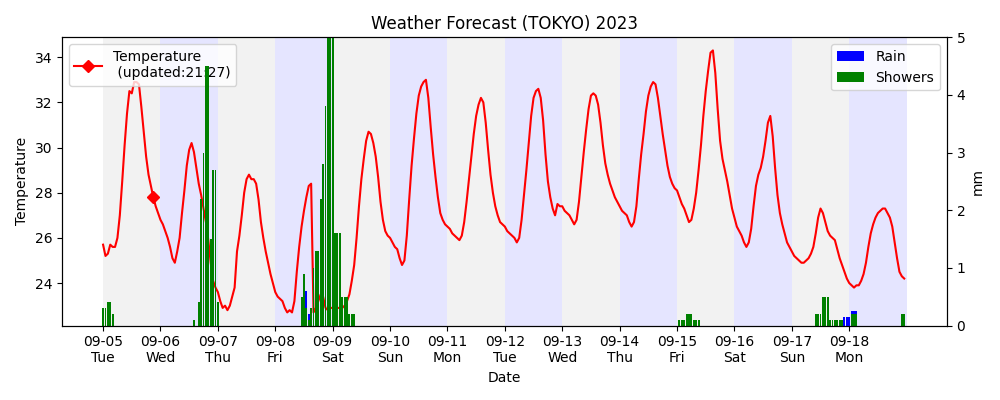 Weather Forecast (TOKYO) 2023
Temperature
(updated:21:27)
Rain
Showers
Temperature
34
32
30
28
26
24
5
4
3
2
1
0
mm
09-05 09-06 09-07 09-08 09-09 09-10 09-11 09-12 09-13 09-14 09-15 09-16 09-17 09-18
Tue Wed Thu Fri Sat Sun Mon Tue Wed Thu Fri Sat Sun Mon
Date